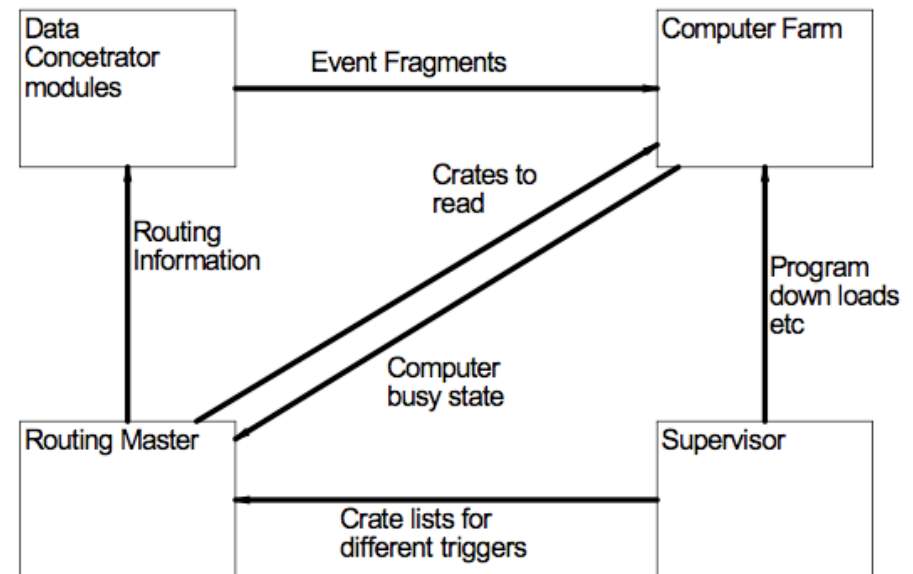 Data
Concetrator
modules
Event Fragments
Computer Farm
Crates to
read
Routing
Information
Program
down loads
etc
Computer
busy state
Routing Master
Supervisor
Crate lists for
different triggers